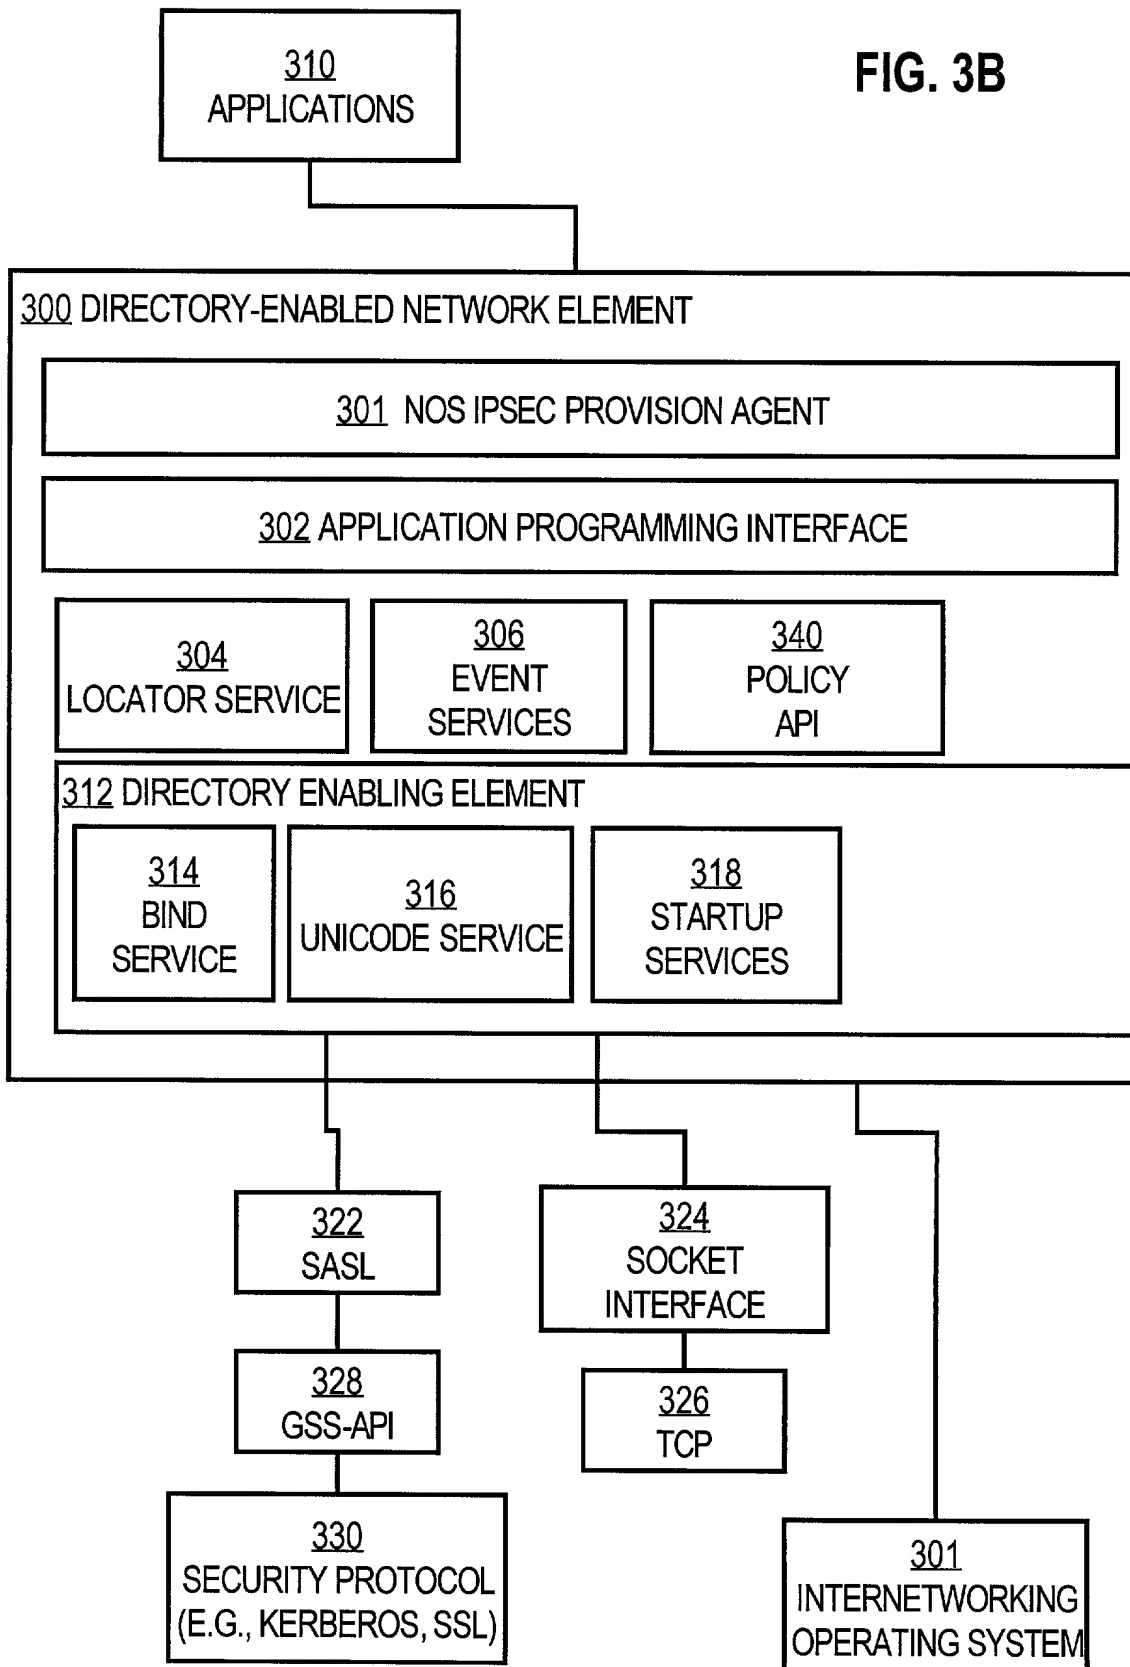 FIG. 3B
310
APPLICATIONS
300 DIRECTORY-ENABLED NETWORK ELEMENT
301 NOS IPSEC PROVISION AGENT
302 APPLICATION PROGRAMMING INTERFACE
304
LOCATOR SERVICE
306
EVENT
SERVICES
340
POLICY
API
312 DIRECTORY ENABLING ELEMENT
314
BIND
SERVICE
316
UNICODE SERVICE
318
STARTUP
SERVICES
322
SASL
324
SOCKET
INTERFACE
328
GSS-API
326
TCP
330
SECURITY PROTOCOL
(E.G., KERBEROS, SSL)
301
INTERNETWORKING
OPERATING SYSTEM